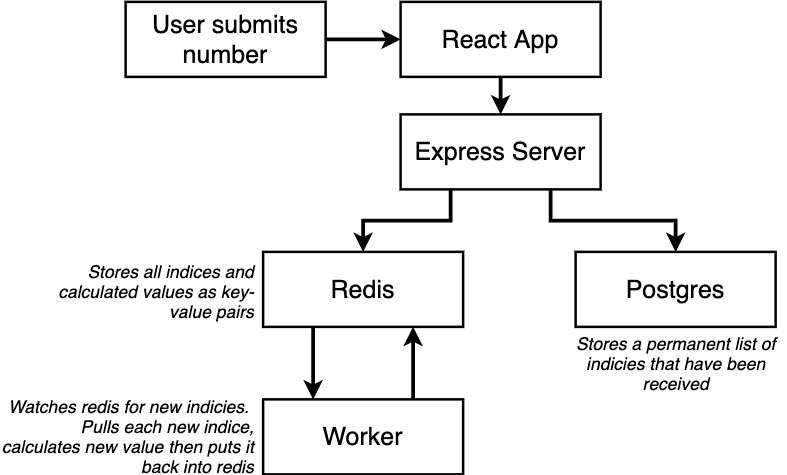 User submits
number
React App
Express Server
Stores all indices and
calculated values as key-
value pairs
Redis
Postgres
Stores a permanent list of
indicies that have been
received
Watches redis for new indicies.
Pulls each new indice,
calculates new value then puts it
back into redis
Worker